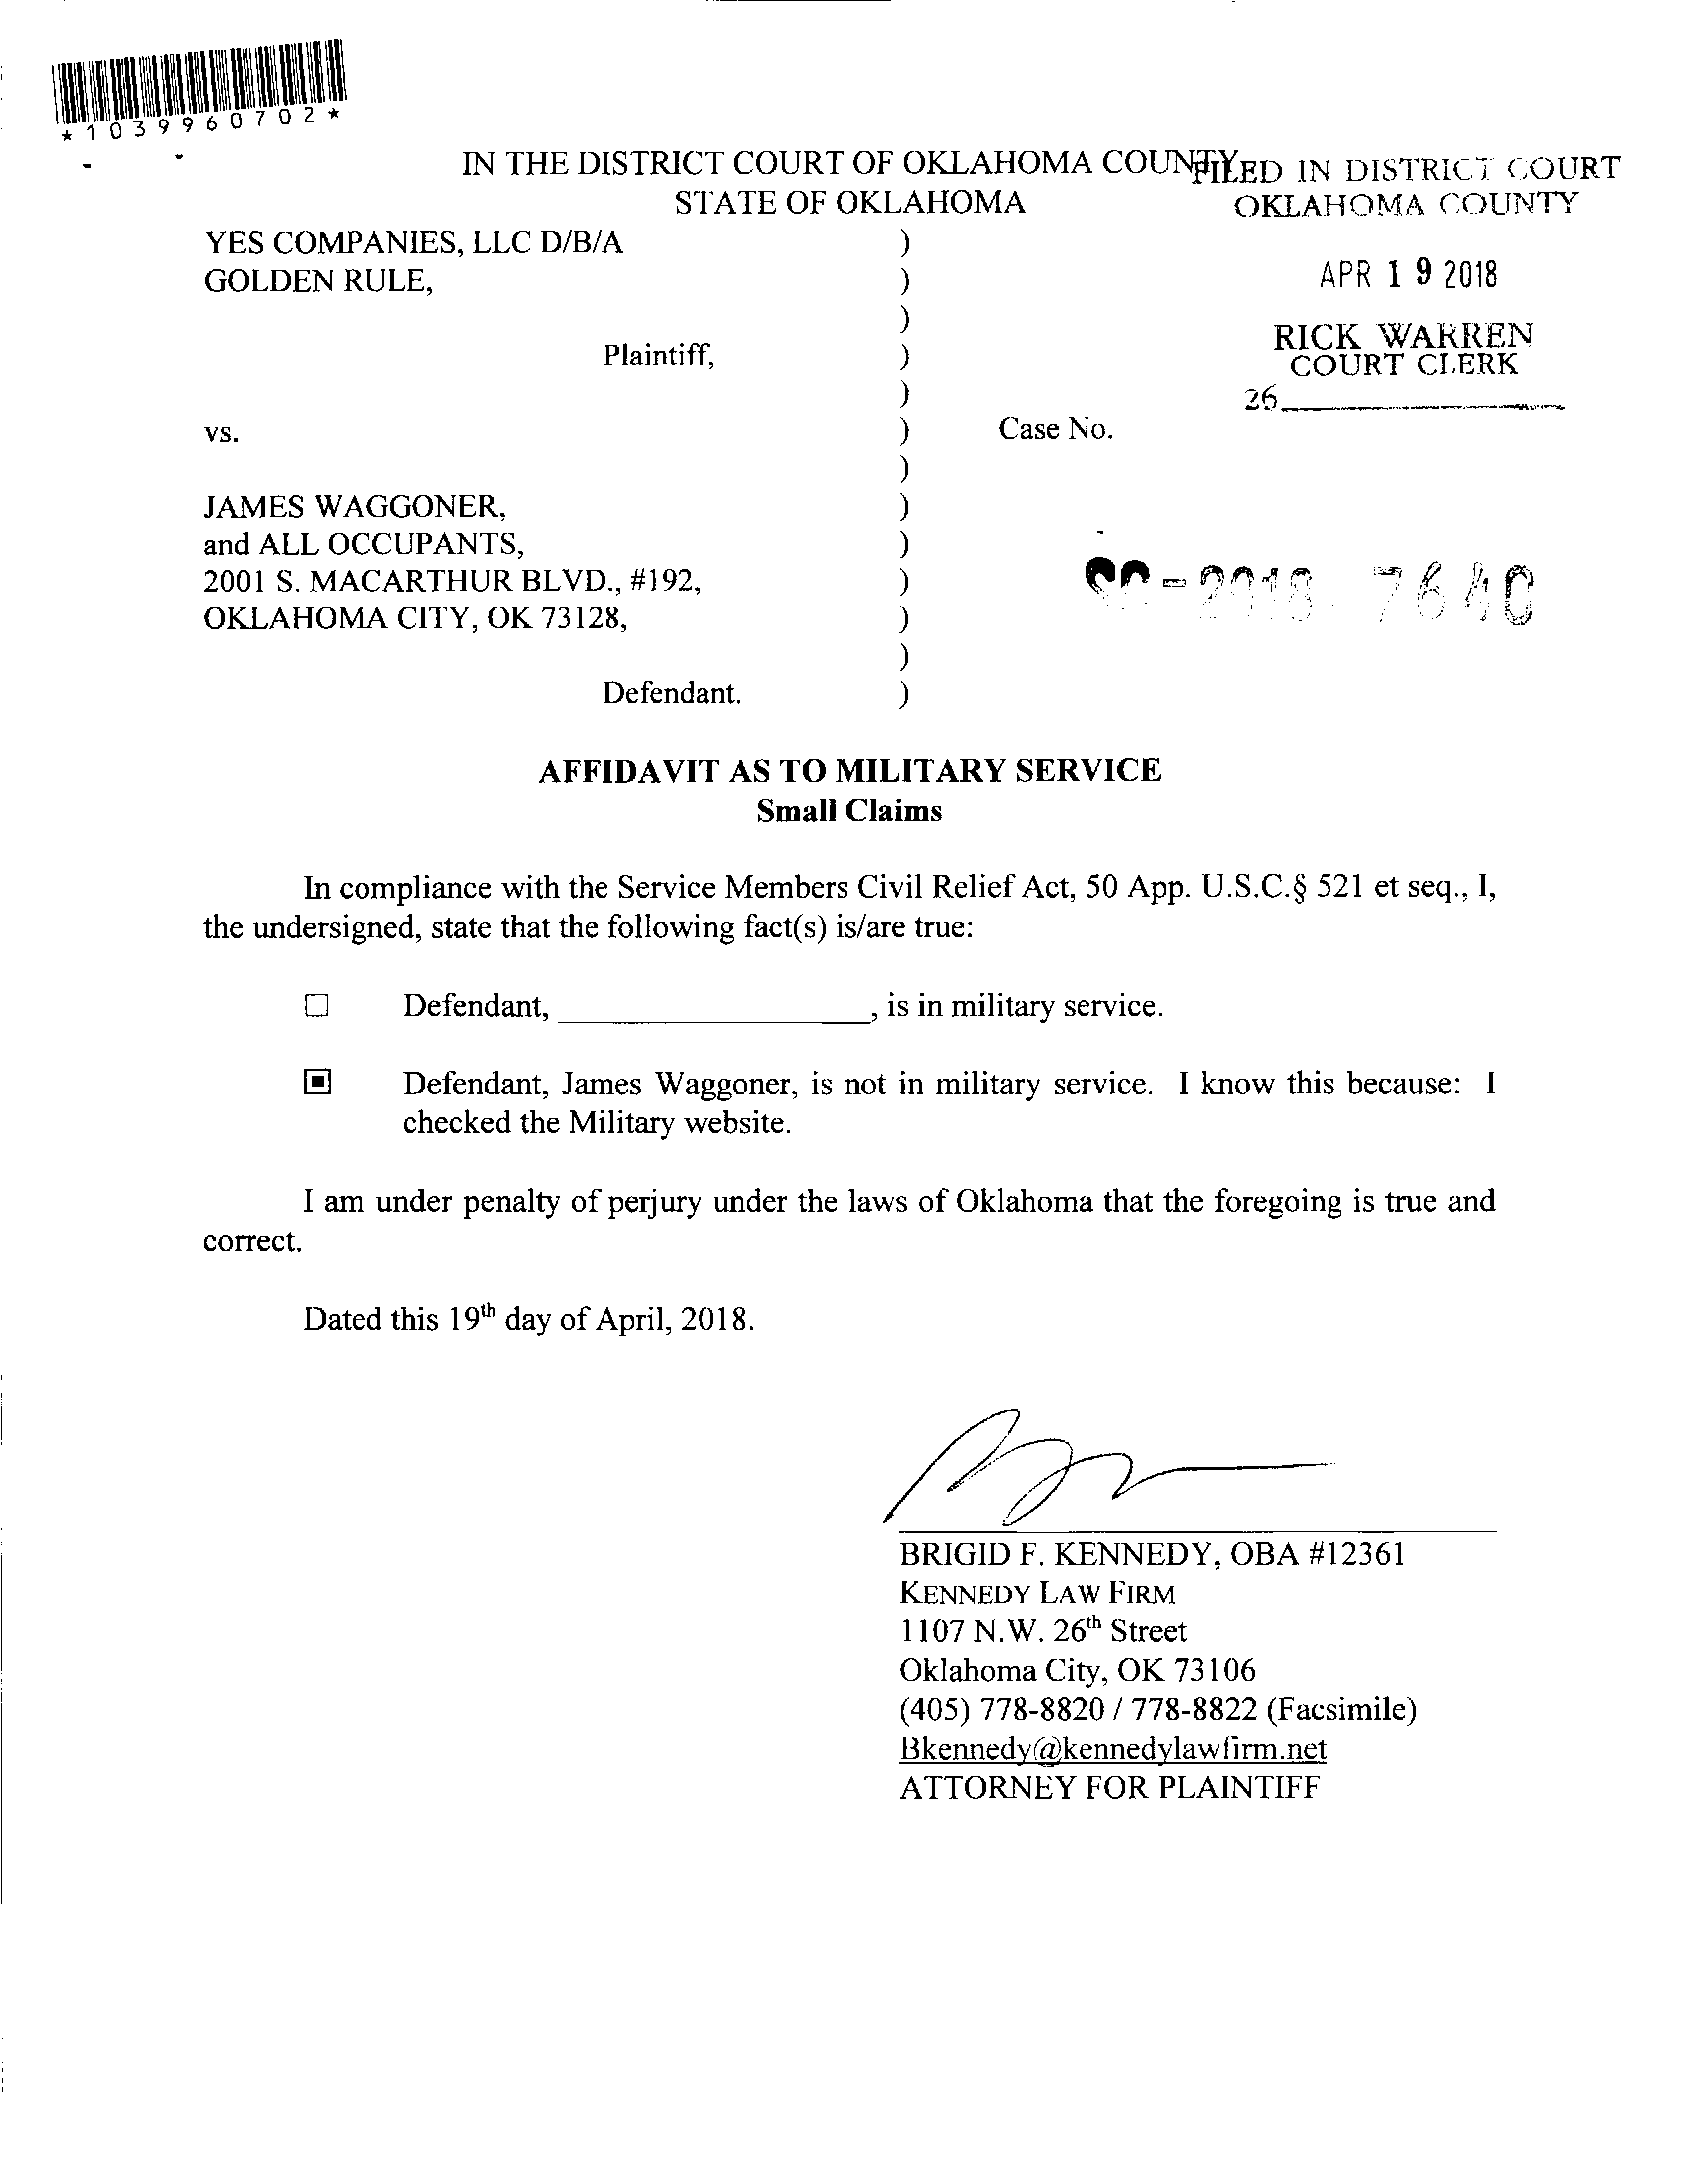 *1039960702*
IN THE DISTRICT COURT OF OKLAHOMA COUNTY
STATE OF OKLAHOMA
FILED IN DISTRICT COURT
OKLAHOMA COUNTY
APR 19 2018
RICK WARREN
COURT CLERK
26
YES COMPANIES, LLC D/B/A )
GOLDEN RULE, )
)
Plaintiff, )
)
vs. ) Case No.
)
JAMES WAGGONER, )
and ALL OCCUPANTS, )
2001 S. MACARTHUR BLVD., #192, ) SC-2018-7640
OKLAHOMA CITY, OK 73128, )
)
Defendant. )
AFFIDAVIT AS TO MILITARY SERVICE
Small Claims
In compliance with the Service Members Civil Relief Act, 50 App. U.S.C.§ 521 et seq., I,
the undersigned, state that the following fact(s) is/are true:
☐ Defendant, ____________________, is in military service.
▣ Defendant, James Waggoner, is not in military service. I know this because: I
checked the Military website.
I am under penalty of perjury under the laws of Oklahoma that the foregoing is true and
correct.
Dated this 19th day of April, 2018.
BRIGID F. KENNEDY, OBA #12361
KENNEDY LAW FIRM
1107 N.W. 26th Street
Oklahoma City, OK 73106
(405) 778-8820 / 778-8822 (Facsimile)
Bkennedy@kennedylawfirm.net
ATTORNEY FOR PLAINTIFF